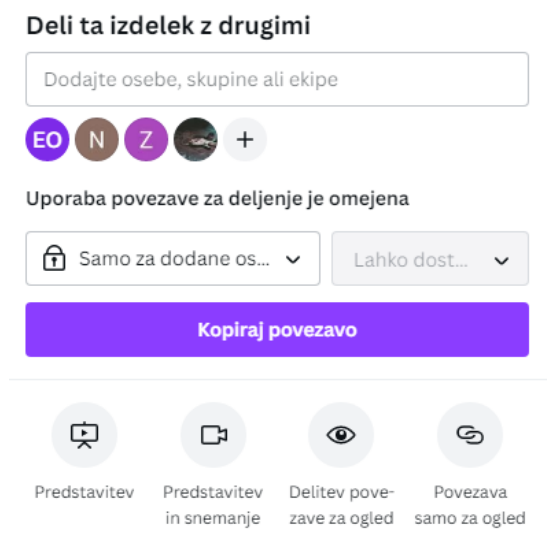 Deli ta izdelek z drugimi
Dodajte osebe, skupine ali ekipe
EO N Z +
Uporaba povezave za deljenje je omejena
Samo za dodane os... Lahko dost...
Kopiraj povezavo
Predstavitev Predstavitev Delitev pove- Povezava
in snemanje zave za ogled samo za ogled